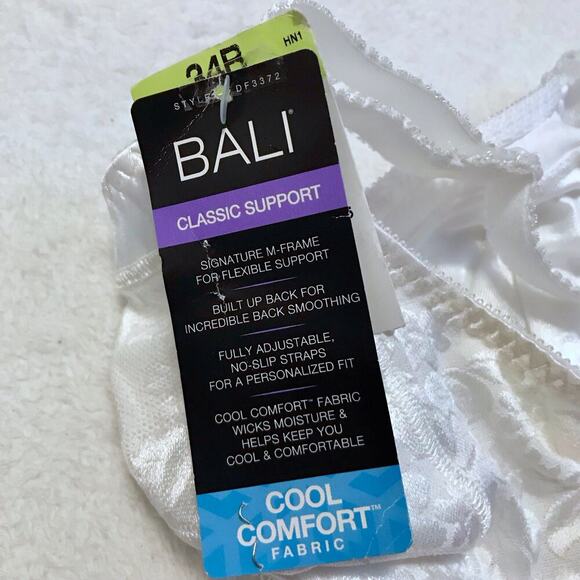 34B
HN1
STYLE DF3372
BALI®
CLASSIC SUPPORT
SIGNATURE M-FRAME
FOR FLEXIBLE SUPPORT
BUILT UP BACK FOR
INCREDIBLE BACK SMOOTHING
FULLY ADJUSTABLE,
NO-SLIP STRAPS
FOR A PERSONALIZED FIT
COOL COMFORT™ FABRIC
WICKS MOISTURE &
HELPS KEEP YOU
COOL & COMFORTABLE
COOL
COMFORT™
FABRIC